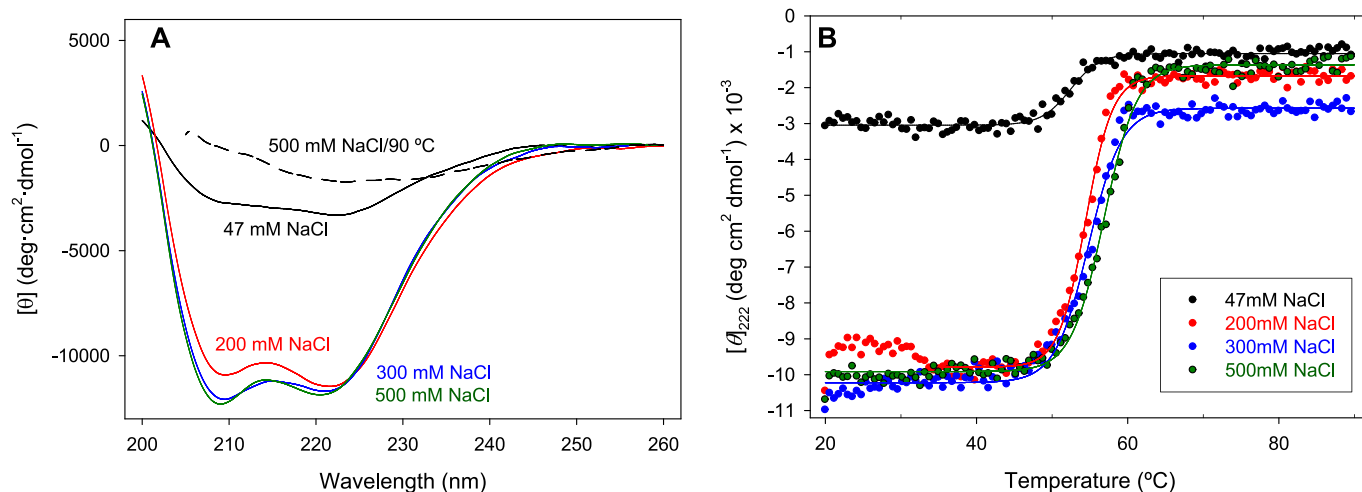 A
5000
0
-5000
-10000
[θ] (deg·cm²·dmol⁻¹)
500 mM NaCl/90 ºC
47 mM NaCl
200 mM NaCl
300 mM NaCl
500 mM NaCl
200 210 220 230 240 250 260
Wavelength (nm)
B
0
-1
-2
-3
-4
-5
-6
-7
-8
-9
-10
-11
[θ]₂₂₂ (deg cm² dmol⁻¹) x 10⁻³
47mM NaCl
200mM NaCl
300mM NaCl
500mM NaCl
20 40 60 80
Temperature (ºC)